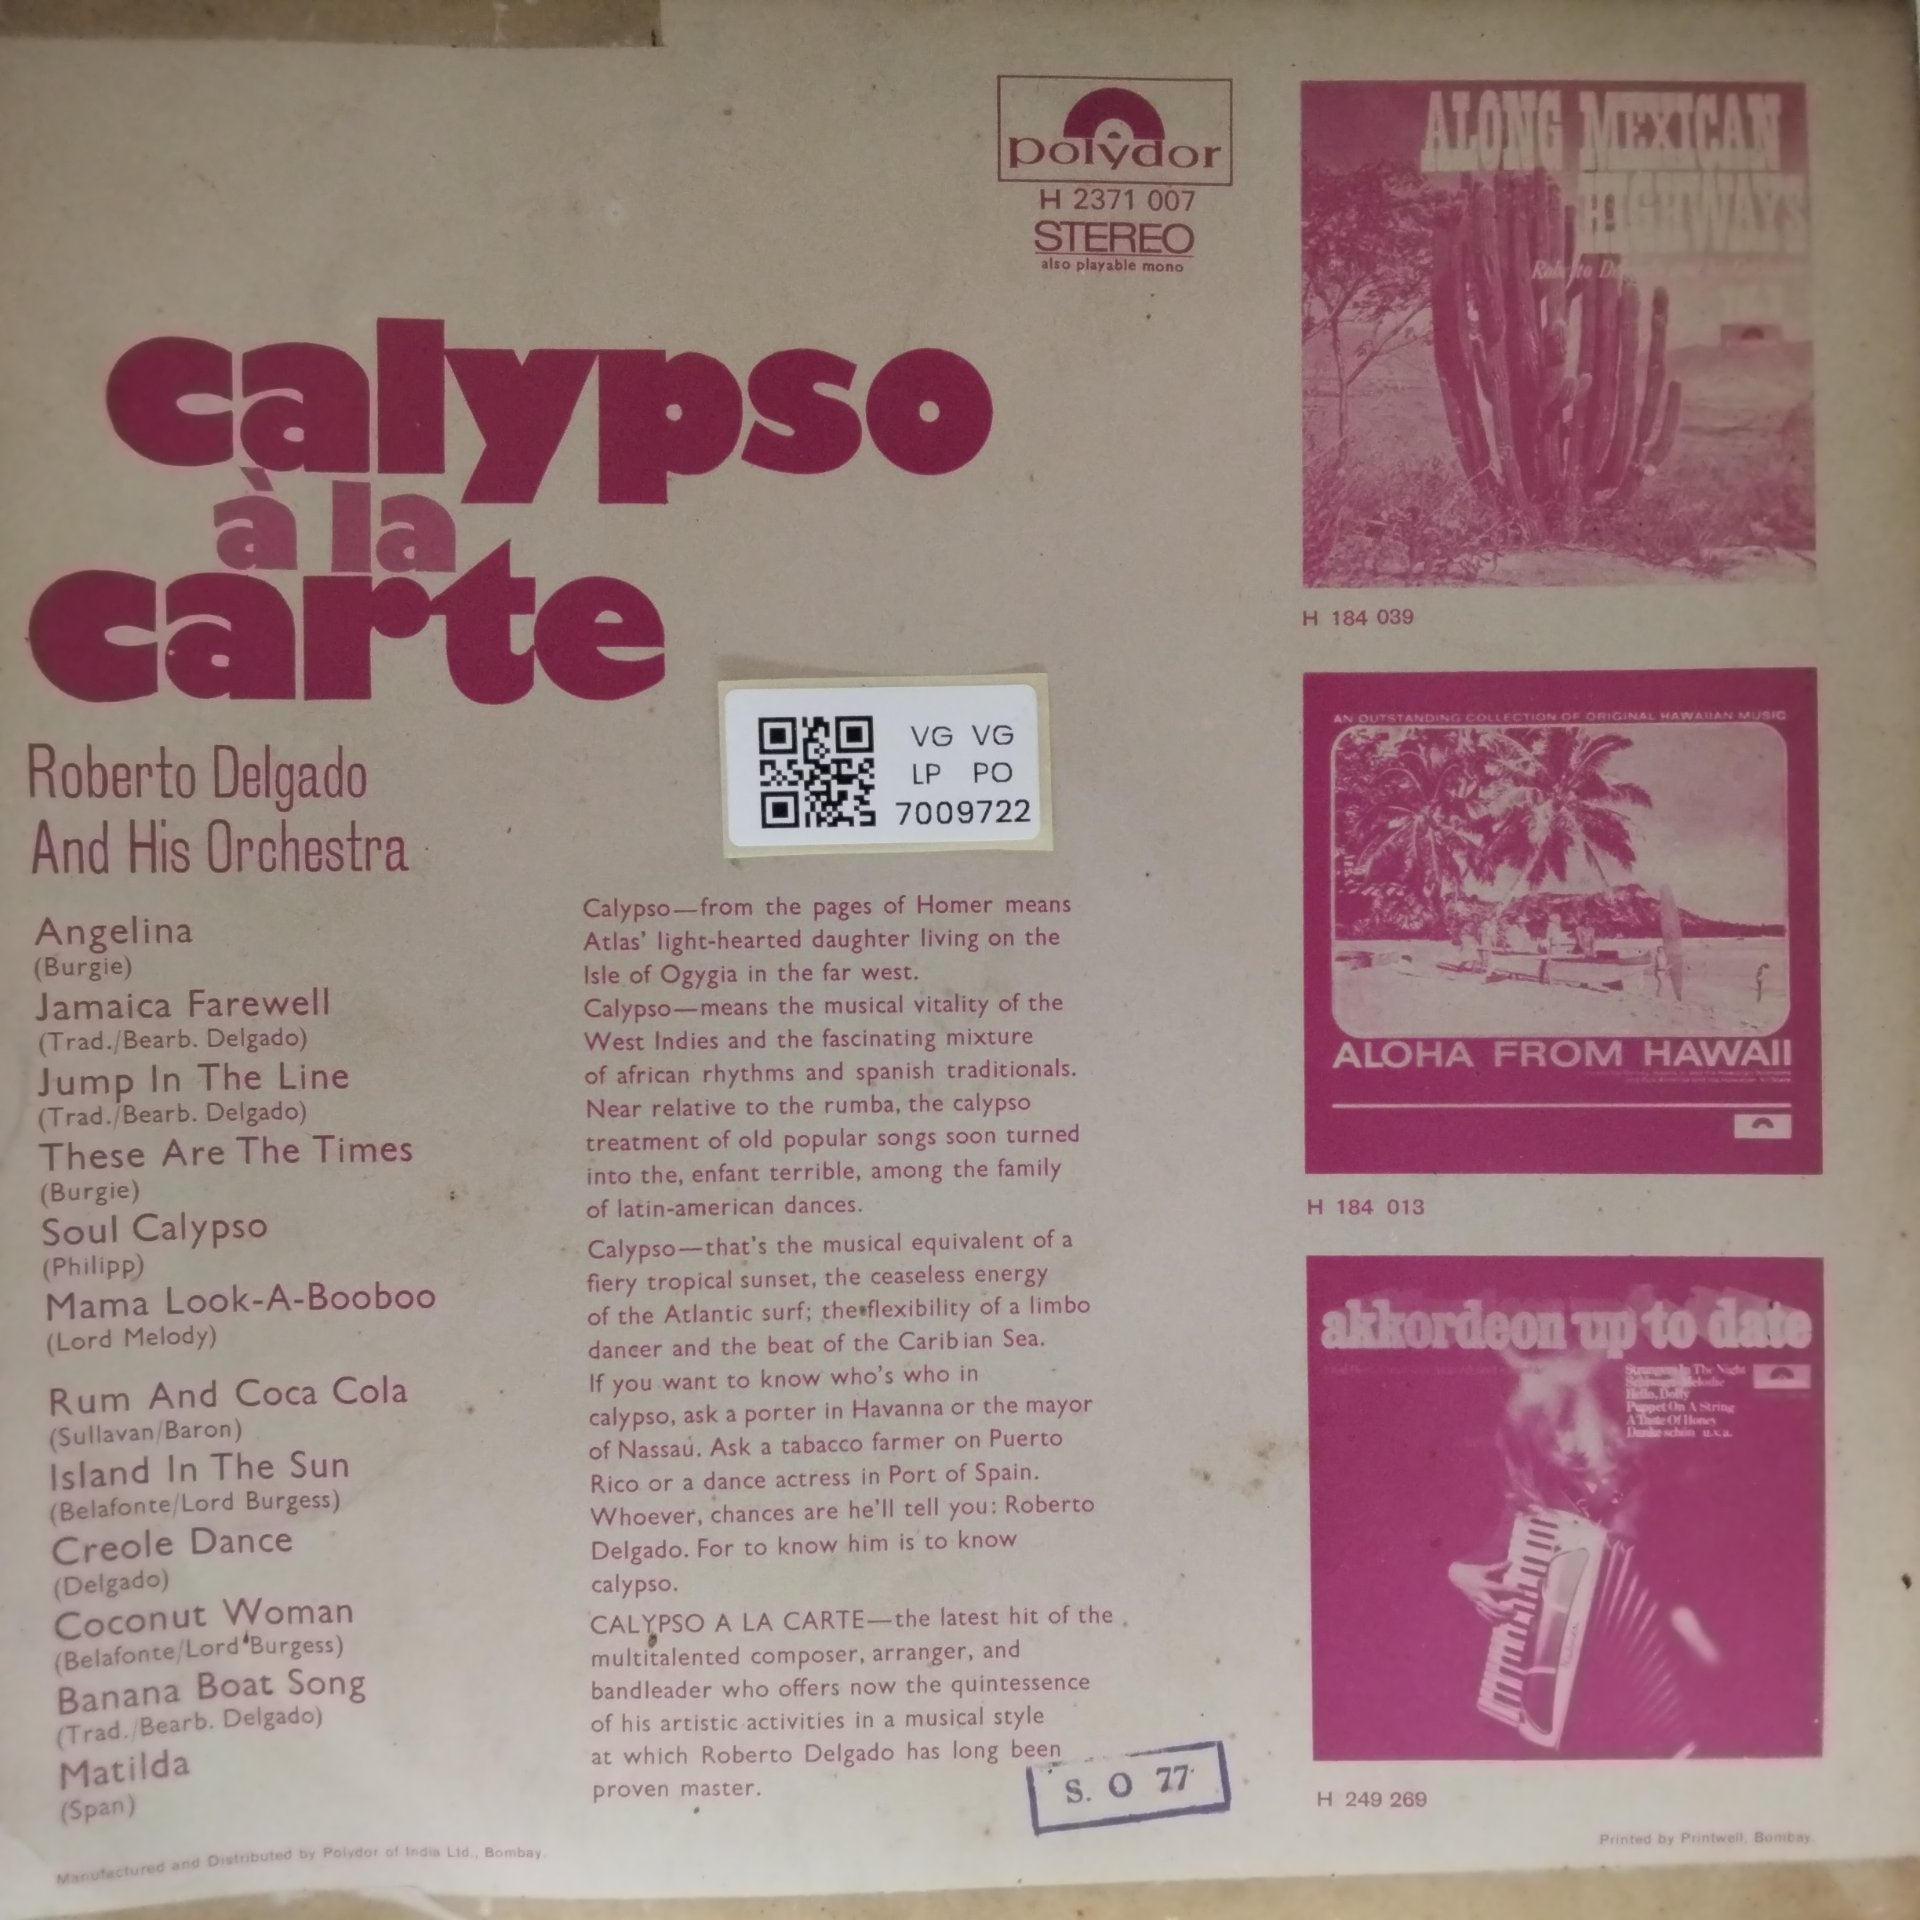 polydor
H 2371 007
STEREO
also playable mono
calypso
à la
carte
Roberto Delgado
And His Orchestra
VG VG
LP PO
7009722
Angelina
(Burgie)
Jamaica Farewell
(Trad./Bearb. Delgado)
Jump In The Line
(Trad./Bearb. Delgado)
These Are The Times
(Burgie)
Soul Calypso
(Philipp)
Mama Look-A-Booboo
(Lord Melody)
Rum And Coca Cola
(Sullavan/Baron)
Island In The Sun
(Belafonte/Lord Burgess)
Creole Dance
(Delgado)
Coconut Woman
(Belafonte/Lord Burgess)
Banana Boat Song
(Trad./Bearb. Delgado)
Matilda
(Span)
Calypso—from the pages of Homer means
Atlas' light-hearted daughter living on the
Isle of Ogygia in the far west.
Calypso—means the musical vitality of the
West Indies and the fascinating mixture
of african rhythms and spanish traditionals.
Near relative to the rumba, the calypso
treatment of old popular songs soon turned
into the, enfant terrible, among the family
of latin-american dances.
Calypso—that's the musical equivalent of a
fiery tropical sunset, the ceaseless energy
of the Atlantic surf; the flexibility of a limbo
dancer and the beat of the Caribian Sea.
If you want to know who's who in
calypso, ask a porter in Havanna or the mayor
of Nassau. Ask a tabacco farmer on Puerto
Rico or a dance actress in Port of Spain.
Whoever, chances are he'll tell you: Roberto
Delgado. For to know him is to know
calypso.
CALYPSO A LA CARTE—the latest hit of the
multitalented composer, arranger, and
bandleader who offers now the quintessence
of his artistic activities in a musical style
at which Roberto Delgado has long been
proven master.
S. O 77
ALONG MEXICAN
HIGHWAYS
Roberto
H 184 039
AN OUTSTANDING COLLECTION OF ORIGINAL HAWAIIAN MUSIC
ALOHA FROM HAWAII
H 184 013
akkordeon up to date
Strangers In The Night
Hello, Dolly
Puppet On A String
A Taste Of Honey
Danke schön u.v.a.
H 249 269
Manufactured and Distributed by Polydor of India Ltd., Bombay.
Printed by Printwell, Bombay.